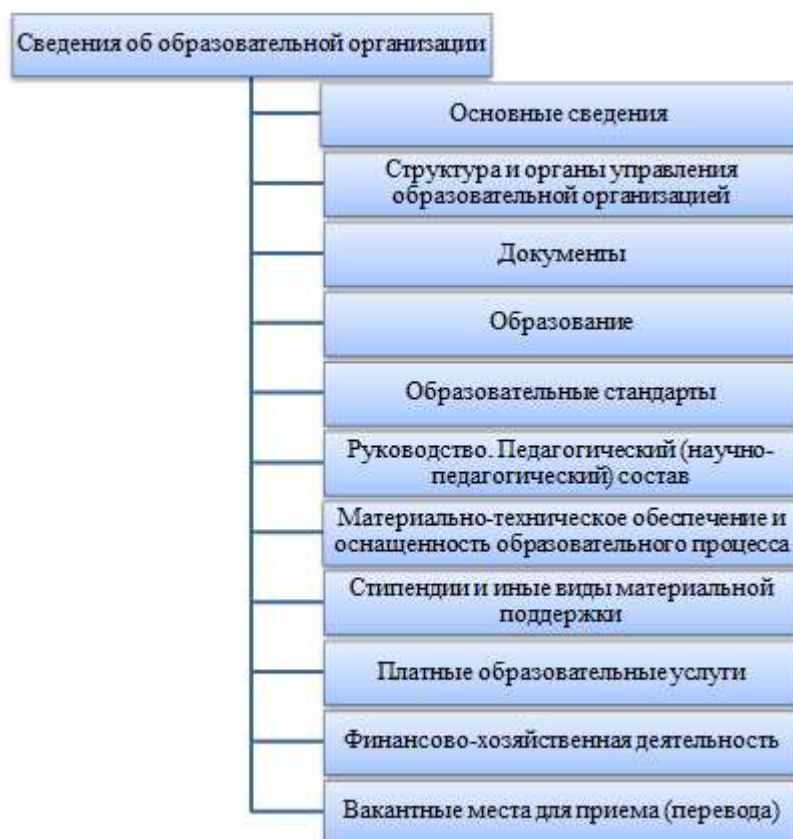 Сведения об образовательной организации
Основные сведения
Структура и органы управления
образовательной организацией
Документы
Образование
Образовательные стандарты
Руководство. Педагогический (научно-
педагогический) состав
Материально-техническое обеспечение и
оснащенность образовательного процесса
Стипендии и иные виды материальной
поддержки
Платные образовательные услуги
Финансово-хозяйственная деятельность
Вакантные места для приема (перевода)